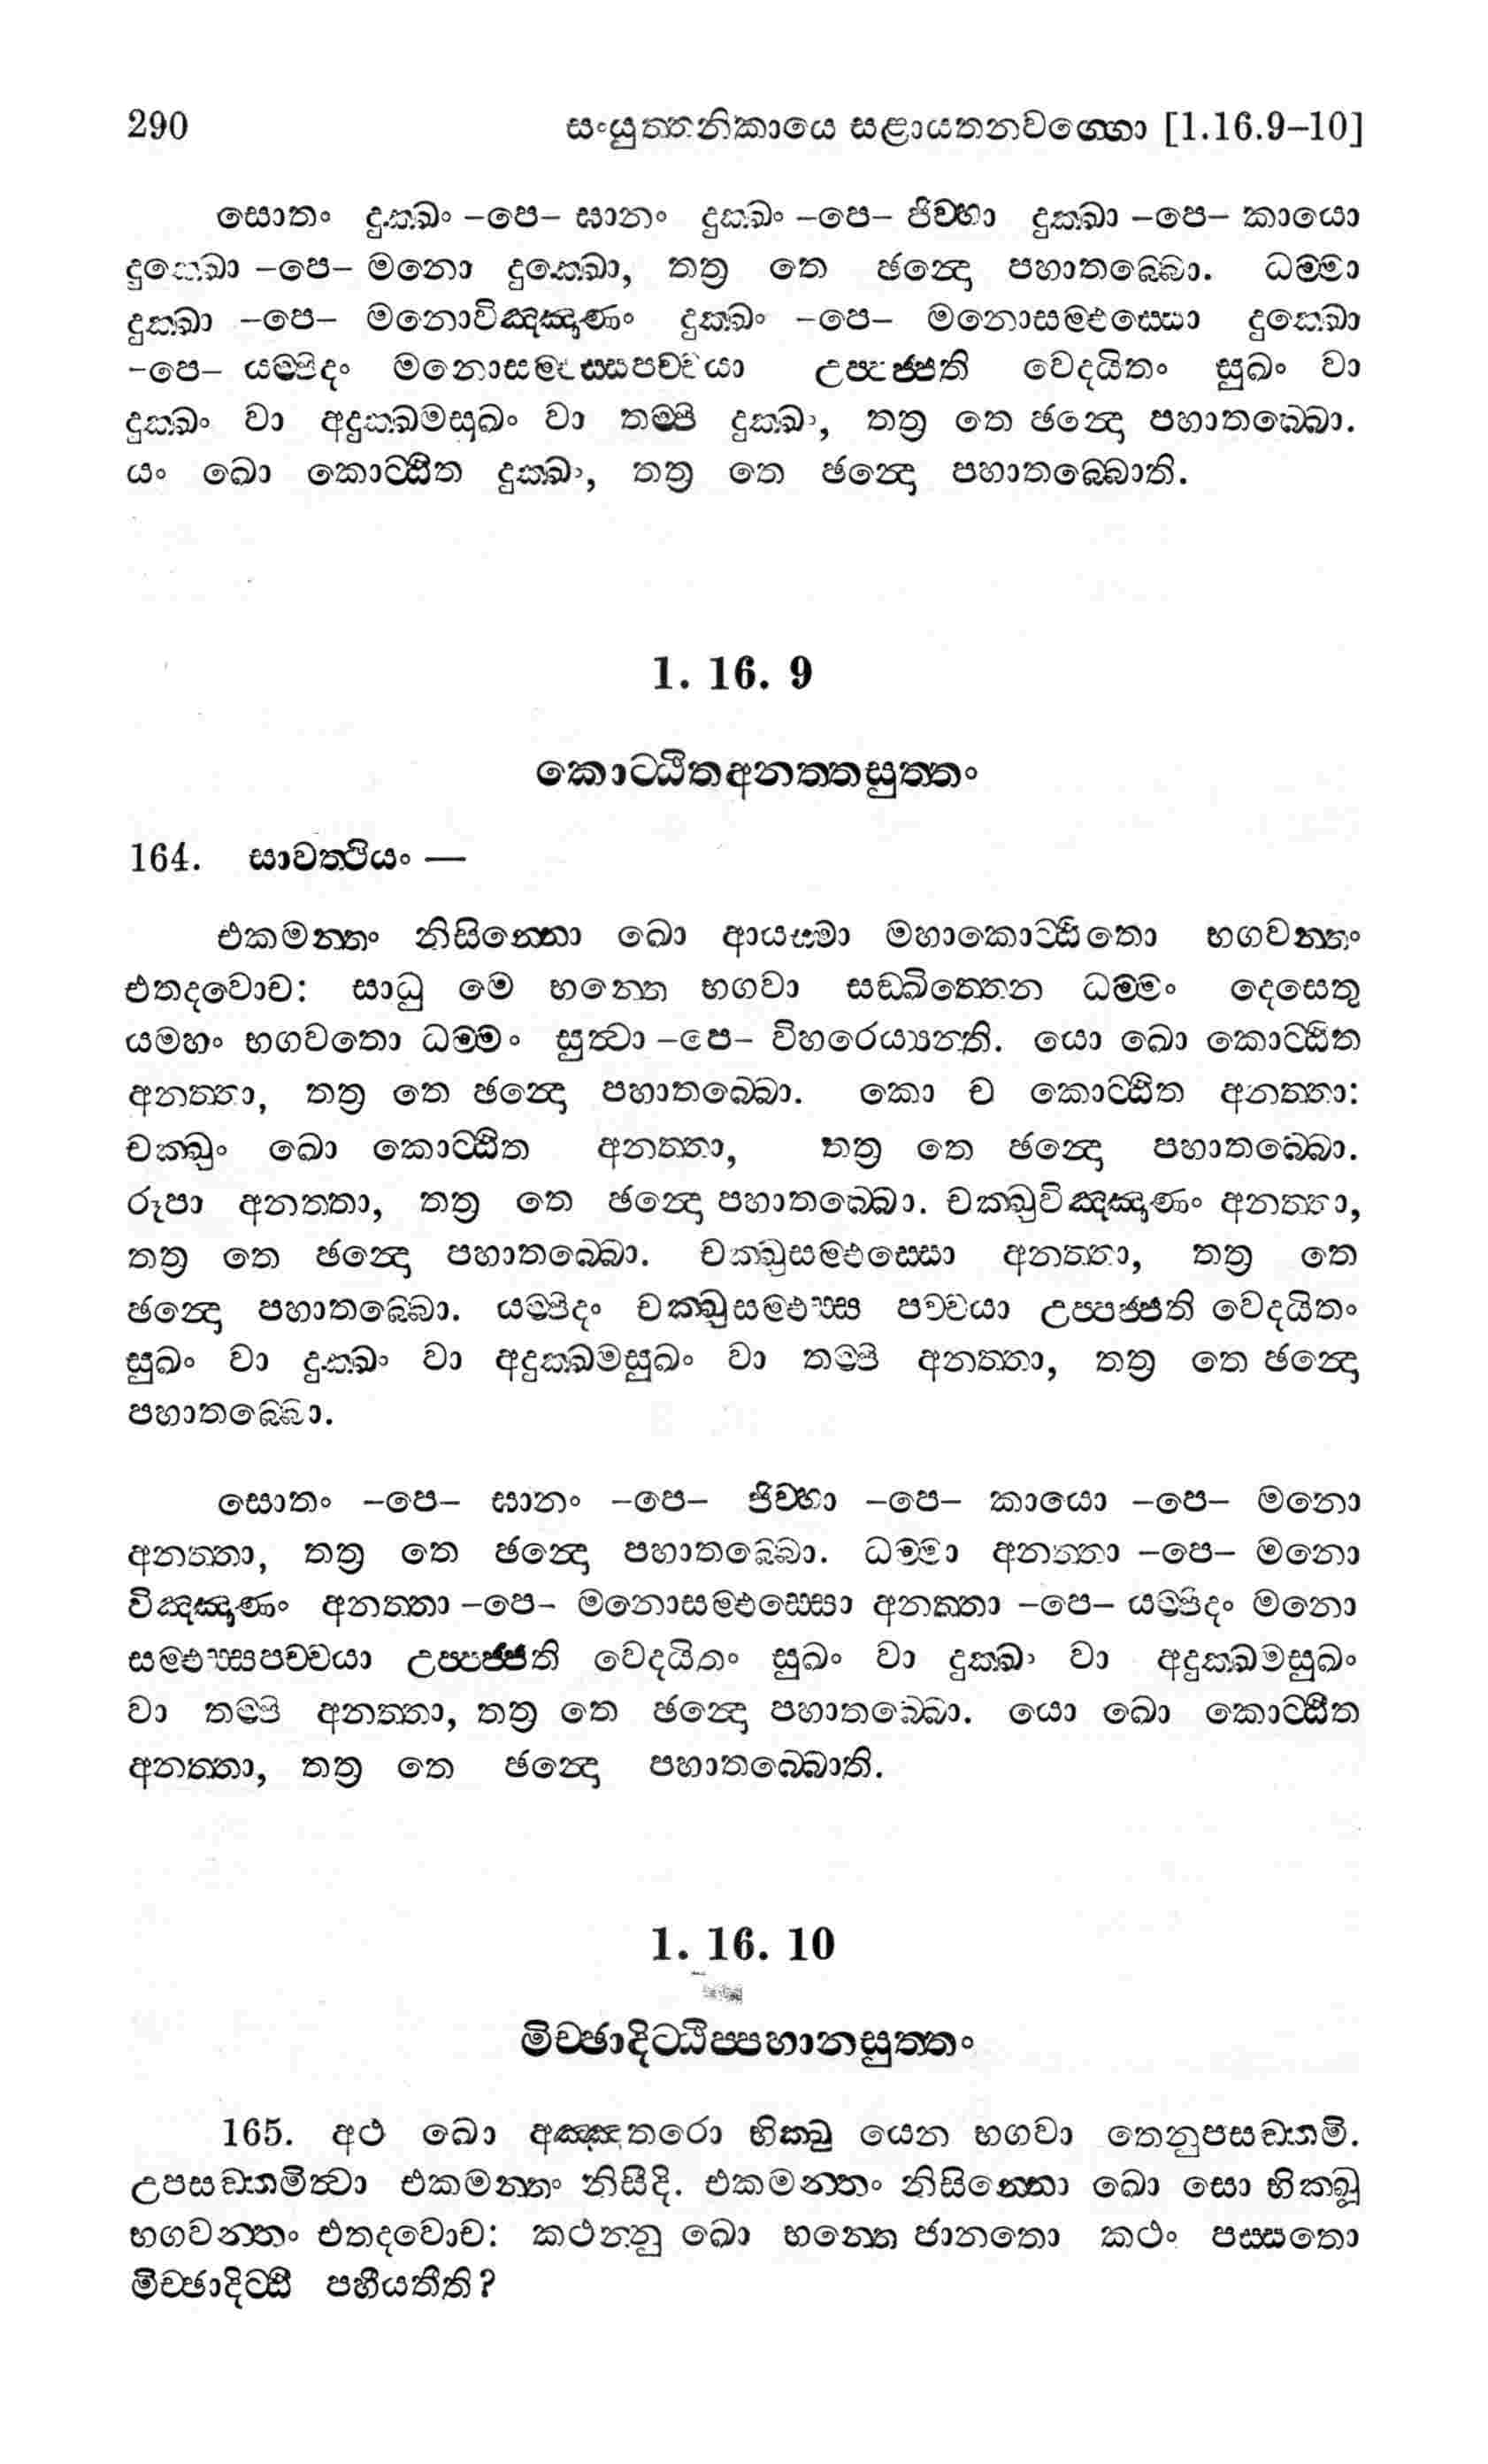 290 සංයුත්තනිකායෙ සළායතනවග්ගො [1.16.9–10]
සොතං දුක්ඛං –පෙ– ඝානං දුක්ඛං –පෙ– ජිව්හා දුක්ඛා –පෙ– කායො
දුක්ඛො –පෙ– මනො දුක්ඛො, තත්‍ර තෙ ඡන්දො පහාතබ්බො. ධම්මා
දුක්ඛා –පෙ– මනොවිඤ්ඤාණං දුක්ඛං –පෙ– මනොසම්ඵස්සො දුක්ඛො
–පෙ– යම්පිදං මනොසම්ඵස්සපච්චයා උප්පජ්ජති වෙදයිතං සුඛං වා
දුක්ඛං වා අදුක්ඛමසුඛං වා තම්පි දුක්ඛං, තත්‍ර තෙ ඡන්දො පහාතබ්බො.
යං ඛො කොට්ඨිත දුක්ඛං, තත්‍ර තෙ ඡන්දො පහාතබ්බොති.
1. 16. 9
කොට්ඨිතඅනත්තසුත්තං
164. සාවත්ථියං —
එකමන්තං නිසින්නො ඛො ආයස්මා මහාකොට්ඨිතො භගවන්තං
එතදවොච: සාධු මෙ භන්තෙ භගවා සඞ්ඛිත්තෙන ධම්මං දෙසෙතු
යමහං භගවතො ධම්මං සුත්‍වා –පෙ– විහරෙය්‍යන්ති. යො ඛො කොට්ඨිත
අනත්තා, තත්‍ර තෙ ඡන්දො පහාතබ්බො. කො ච කොට්ඨිත අනත්තා:
චක්ඛුං ඛො කොට්ඨිත අනත්තා, තත්‍ර තෙ ඡන්දො පහාතබ්බො.
රූපා අනත්තා, තත්‍ර තෙ ඡන්දො පහාතබ්බො. චක්ඛුවිඤ්ඤාණං අනත්තා,
තත්‍ර තෙ ඡන්දො පහාතබ්බො. චක්ඛුසම්ඵස්සො අනත්තා, තත්‍ර තෙ
ඡන්දො පහාතබ්බො. යම්පිදං චක්ඛුසම්ඵස්ස පච්චයා උප්පජ්ජති වෙදයිතං
සුඛං වා දුක්ඛං වා අදුක්ඛමසුඛං වා තම්පි අනත්තා, තත්‍ර තෙ ඡන්දො
පහාතබ්බො.
සොතං –පෙ– ඝානං –පෙ– ජිව්හා –පෙ– කායො –පෙ– මනො
අනත්තා, තත්‍ර තෙ ඡන්දො පහාතබ්බො. ධම්මා අනත්තා –පෙ– මනො
විඤ්ඤාණං අනත්තා –පෙ– මනොසම්ඵස්සො අනත්තා –පෙ– යම්පිදං මනො
සම්ඵස්සපච්චයා උප්පජ්ජති වෙදයිතං සුඛං වා දුක්ඛං වා අදුක්ඛමසුඛං
වා තම්පි අනත්තා, තත්‍ර තෙ ඡන්දො පහාතබ්බො. යො ඛො කොට්ඨිත
අනත්තා, තත්‍ර තෙ ඡන්දො පහාතබ්බොති.
1. 16. 10
මිච්ඡාදිට්ඨිප්පහානසුත්තං
165. අථ ඛො අඤ්ඤතරො භික්ඛු යෙන භගවා තෙනුපසඞ්කමි.
උපසඞ්කමිත්‍වා එකමන්තං නිසීදි. එකමන්තං නිසින්නො ඛො සො භික්ඛු
භගවන්තං එතදවොච: කථන්නු ඛො භන්තෙ ජානතො කථං පස්සතො
මිච්ඡාදිට්ඨි පහීයතීති?